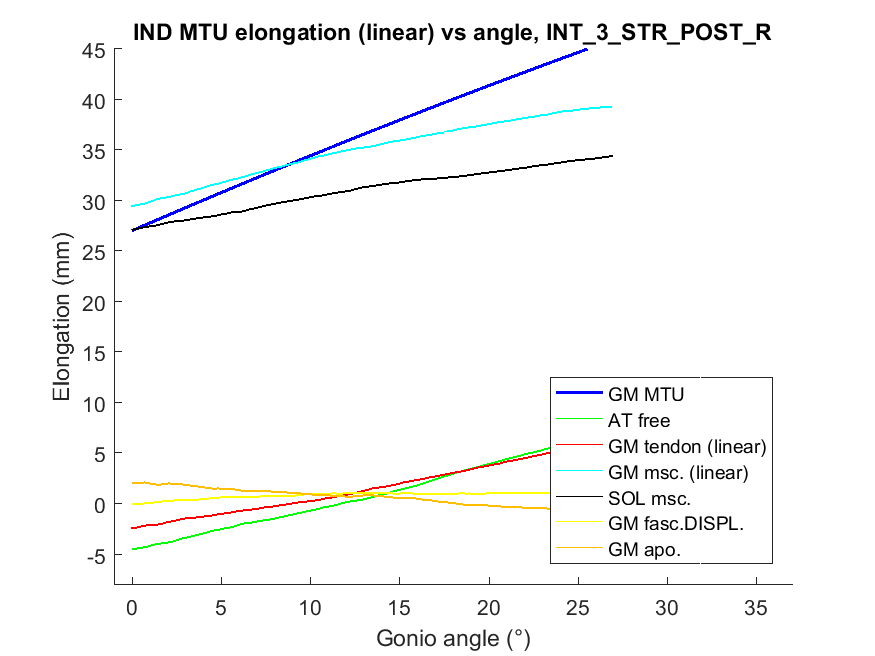 IND MTU elongation (linear) vs angle, INT_3_STR_POST_R
45
40
35
30
25
20
15
10
5
0
-5
Elongation (mm)
GM MTU
AT free
GM tendon (linear)
GM msc. (linear)
SOL msc.
GM fasc.DISPL.
GM apo.
0 5 10 15 20 25 30 35
Gonio angle (°)